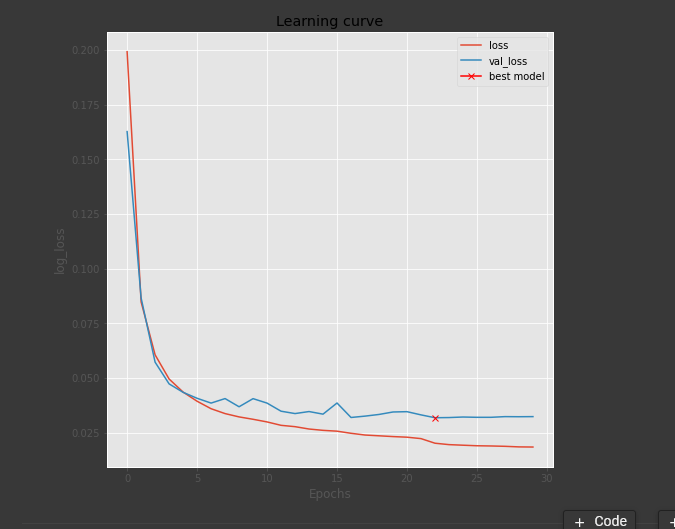 Learning curve
loss
val_loss
best model
0.200
0.175
0.150
0.125
0.100
0.075
0.050
0.025
log_loss
0 5 10 15 20 25 30
Epochs
+ Code
+